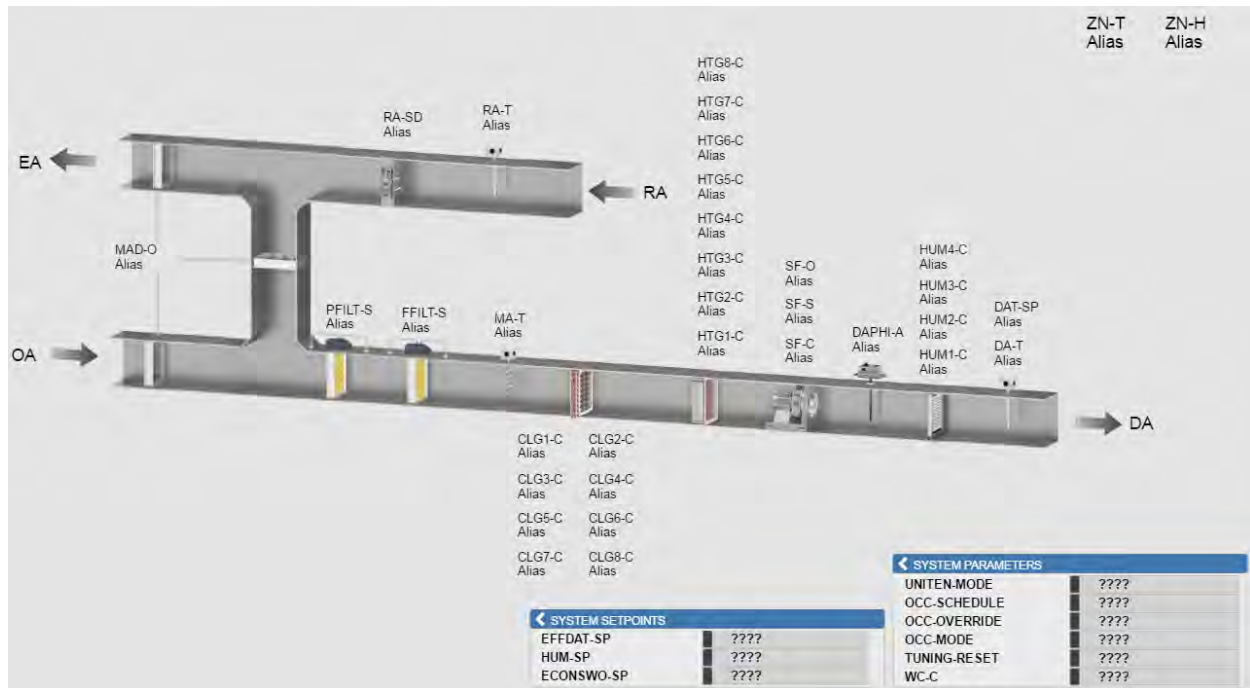 ZN-T ZN-H
Alias Alias
HTG8-C
Alias
HTG7-C
Alias
HTG6-C
Alias
HTG5-C
Alias
HTG4-C
Alias
HTG3-C
Alias
HTG2-C
Alias
HTG1-C
Alias
RA-SD
Alias
RA-T
Alias
EA
RA
MAD-O
Alias
OA
PFILT-S
Alias
FFILT-S
Alias
MA-T
Alias
SF-O
Alias
SF-S
Alias
SF-C
Alias
DAPHI-A
Alias
HUM4-C
Alias
HUM3-C
Alias
HUM2-C
Alias
HUM1-C
Alias
DAT-SP
Alias
DA-T
Alias
DA
CLG1-C CLG2-C
Alias Alias
CLG3-C CLG4-C
Alias Alias
CLG5-C CLG6-C
Alias Alias
CLG7-C CLG8-C
Alias Alias
SYSTEM SETPOINTS
EFFDAT-SP ????
HUM-SP ????
ECONSWO-SP ????
SYSTEM PARAMETERS
UNITEN-MODE ????
OCC-SCHEDULE ????
OCC-OVERRIDE ????
OCC-MODE ????
TUNING-RESET ????
WC-C ????